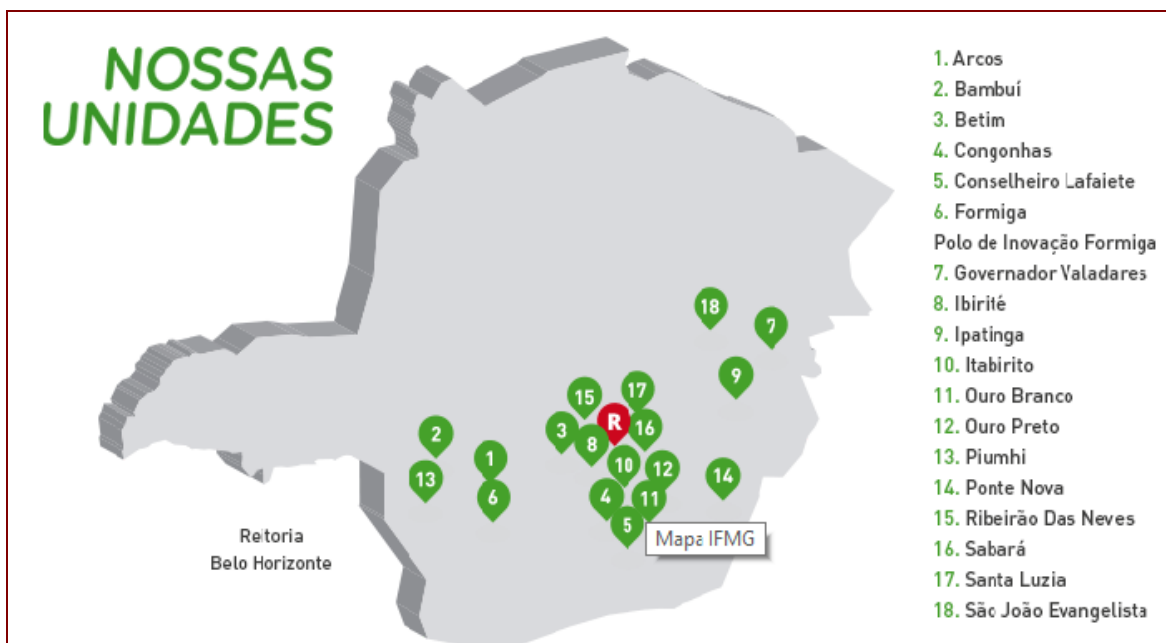 NOSSAS
UNIDADES
1. Arcos
2. Bambuí
3. Betim
4. Congonhas
5. Conselheiro Lafaiete
6. Formiga
Polo de Inovação Formiga
7. Governador Valadares
8. Ibirité
9. Ipatinga
10. Itabirito
11. Ouro Branco
12. Ouro Preto
13. Piumhi
14. Ponte Nova
15. Ribeirão Das Neves
16. Sabará
17. Santa Luzia
18. São João Evangelista
18
7
9
17
15
R
16
3
8
2
1
10
12
13
14
6
4
11
5
Mapa IFMG
Reitoria
Belo Horizonte